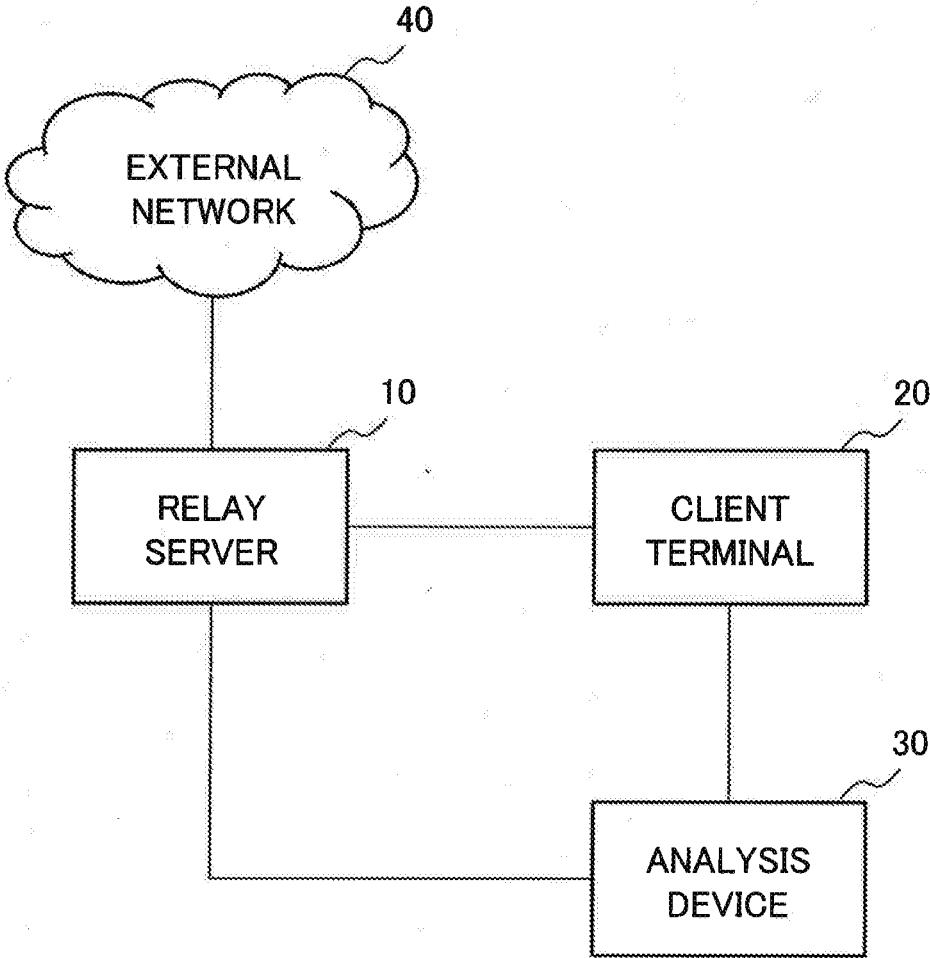 40
EXTERNAL
NETWORK
10
20
RELAY
SERVER
CLIENT
TERMINAL
30
ANALYSIS
DEVICE